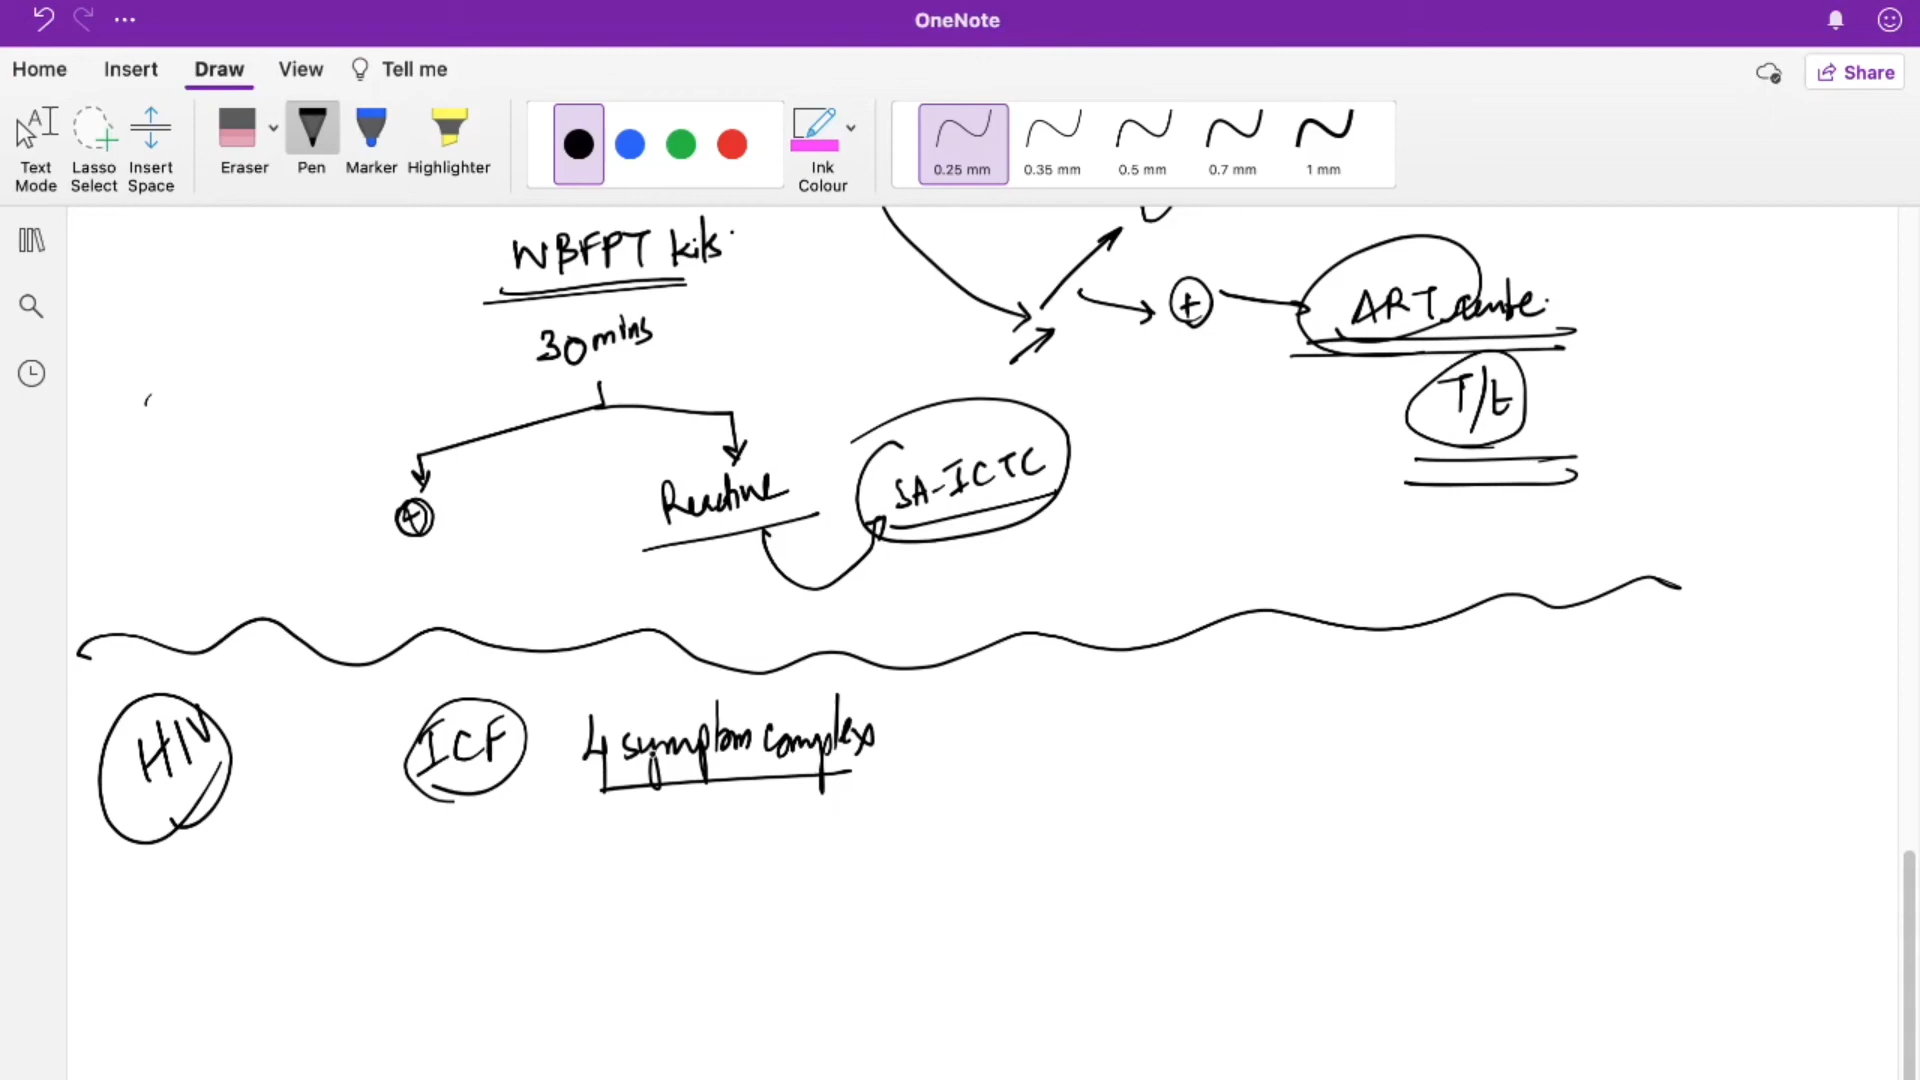 OneNote
Home Insert Draw View Tell me Share
Text Mode Lasso Select Insert Space Eraser Pen Marker Highlighter Ink Colour 0.25 mm 0.35 mm 0.5 mm 0.7 mm 1 mm
WBFPT kits
30 mins
+ ART centre
T/t
Reactive SA-ICTC
HIV ICF 4 symptom complex